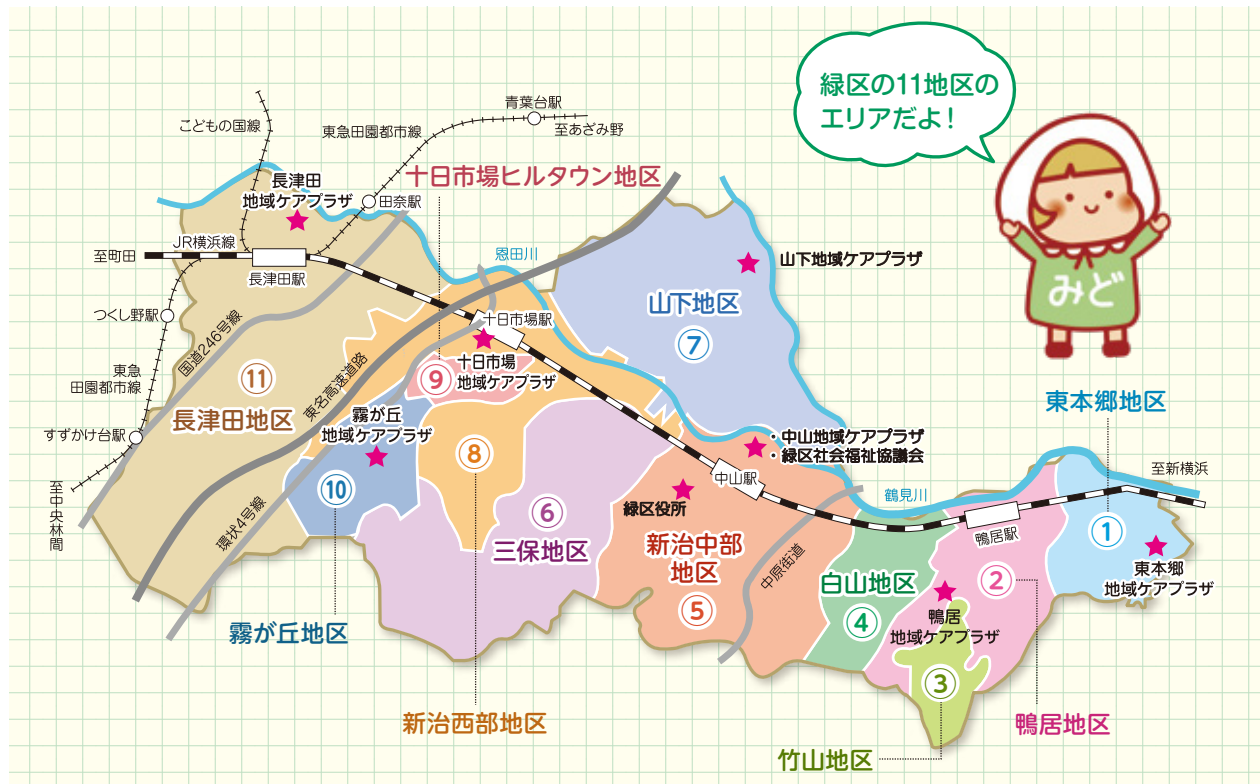 緑区の11地区の
エリアだよ！
みど
青葉台駅
至あざみ野
こどもの国線
東急田園都市線
十日市場ヒルタウン地区
長津田
地域ケアプラザ
田奈駅
JR横浜線
至町田
長津田駅
恩田川
山下地域ケアプラザ
山下地区
⑦
つくし野駅
国道246号線
十日市場駅
東急
田園都市線
⑪
長津田地区
東名高速道路
⑨
十日市場
地域ケアプラザ
霧が丘
地域ケアプラザ
東本郷地区
すずかけ台駅
・中山地域ケアプラザ
・緑区社会福祉協議会
⑧
中山駅
至新横浜
至中央林間
⑩
環状4号線
緑区役所
鶴見川
⑥
三保地区
新治中部
地区
⑤
中原街道
鴨居駅
①
東本郷
地域ケアプラザ
白山地区
④
②
鴨居
地域ケアプラザ
③
霧が丘地区
新治西部地区
鴨居地区
竹山地区